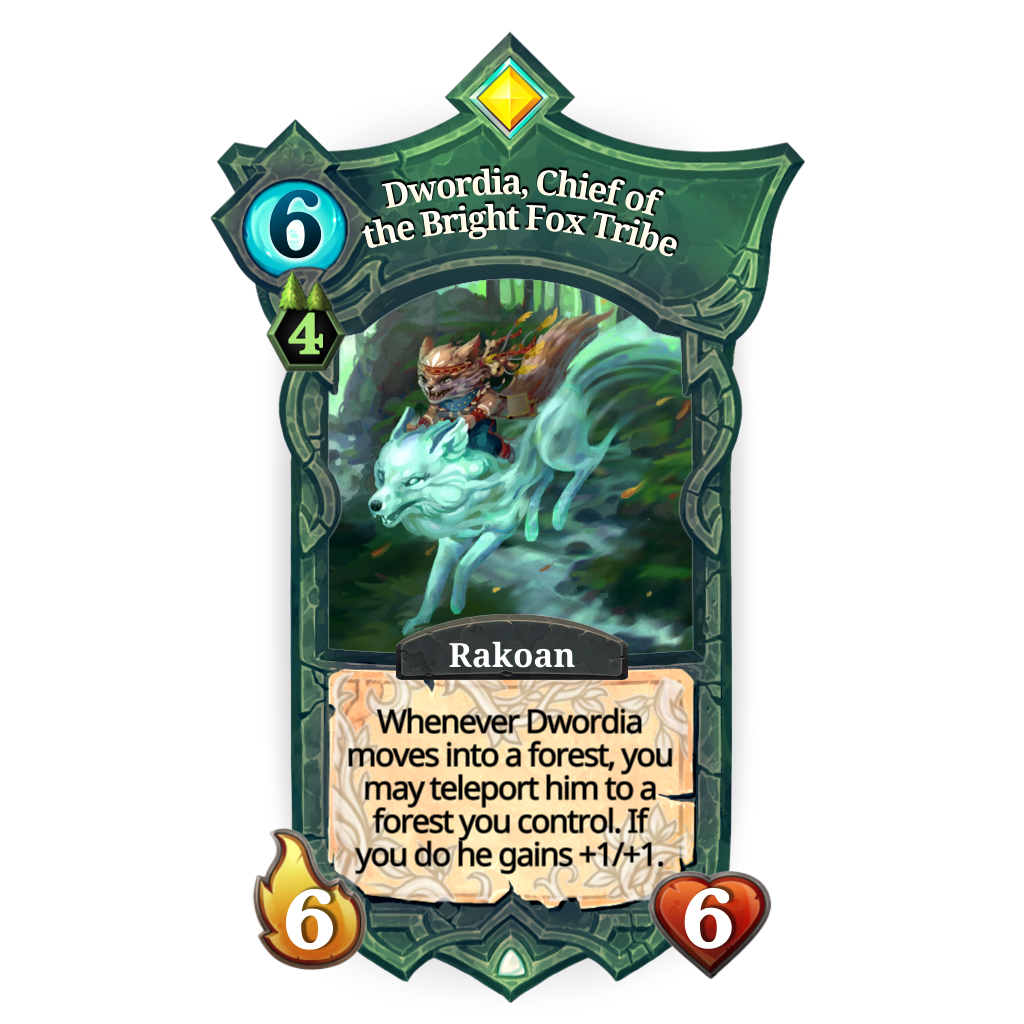 Dwordia, Chief of
the Bright Fox Tribe
6
4
Rakoan
Whenever Dwordia
moves into a forest, you
may teleport him to a
forest you control. If
you do he gains +1/+1.
6
6